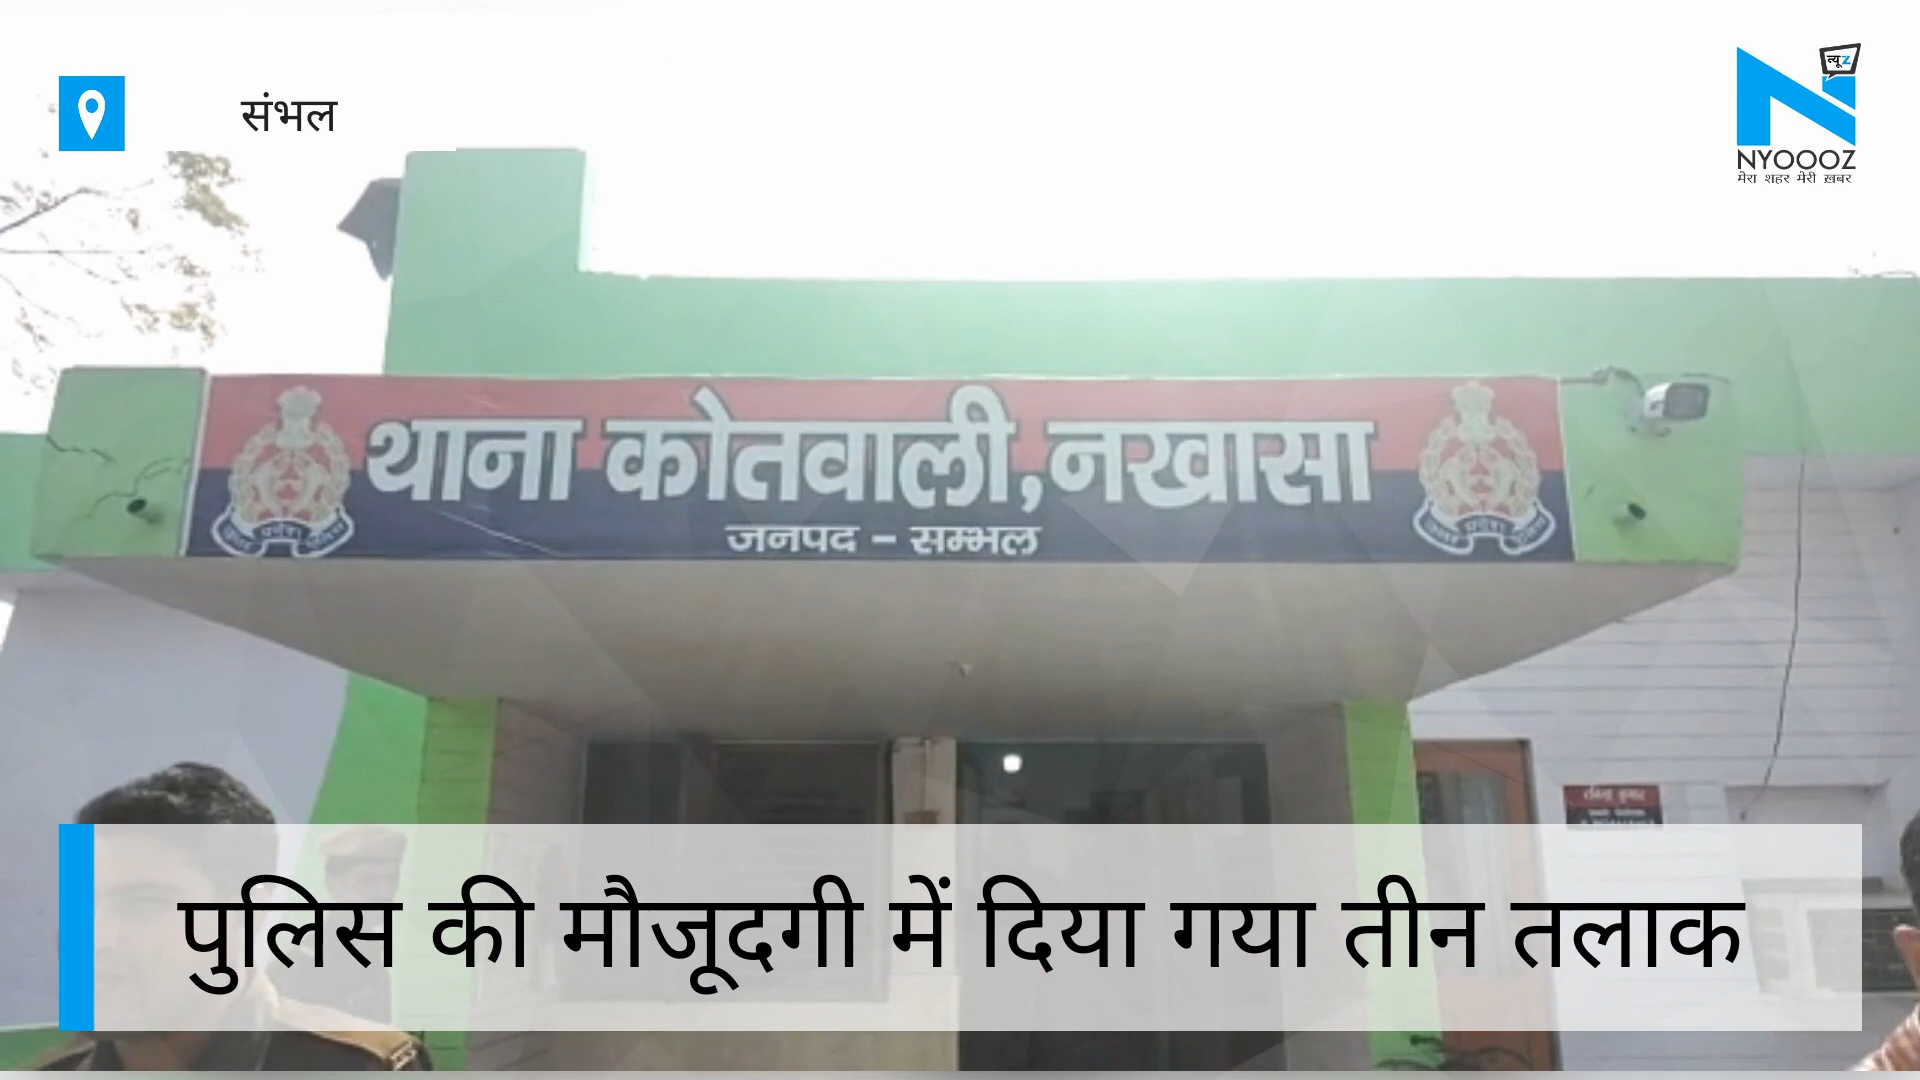 संभल
न्यूz
NYOOOZ
मेरा शहर मेरी ख़बर
थाना कोतवाली,नखासा
जनपद - सम्भल
पुलिस की मौजूदगी में दिया गया तीन तलाक